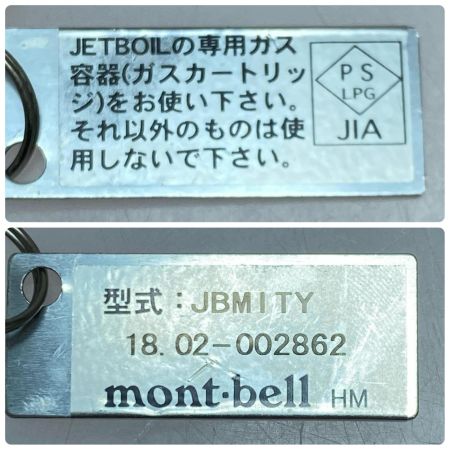 JETBOILの専用ガス
容器(ガスカートリッ
ジ)をお使い下さい。
それ以外のものは使
用しないで下さい。
PS
LPG
JIA
型式：JBMITY
18.02-002862
mont-bell HM